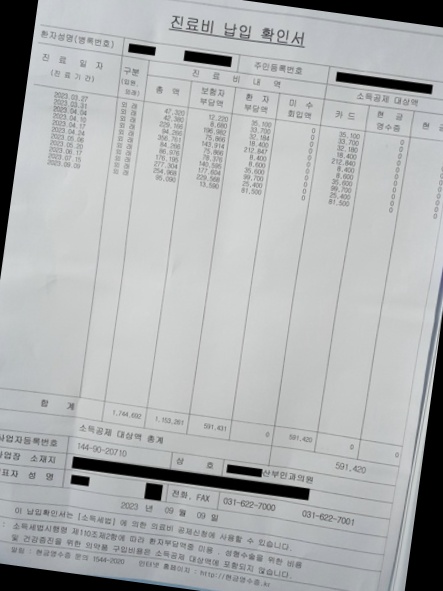 진료비 납입 확인서
환자성명(병록번호) 주민등록번호
진 료 일 자 (진 료 기 간) 구분 (입원, 외래) 진 료 비 내 역 소득공제 대상액
총 액 보험자 부담액 환 자 부담액 미 수 회입액 카 드 현 금 영수증 현 금
2023.03.27 외 래 47,320 12,220 35,100 0 35,100 0
2023.03.31 외 래 42,380 8,680 33,700 0 33,700 0
2023.04.04 외 래 229,166 196,982 32,184 0 32,180 0
2023.04.10 외 래 94,266 75,866 18,400 0 18,400 0
2023.04.17 외 래 356,761 143,914 212,847 0 212,840 0
2023.04.24 외 래 84,266 75,866 8,400 0 8,400 0
2023.05.06 외 래 86,976 78,376 8,600 0 8,600 0
2023.05.20 외 래 176,195 140,595 35,600 0 35,600 0
2023.06.17 외 래 277,304 177,604 99,700 0 99,700 0
2023.07.15 외 래 254,968 229,568 25,400 0 25,400 0
2023.09.09 외 래 95,090 13,590 81,500 0 81,500 0
합 계 1,744,692 1,153,261 591,431 0 591,420 0 0
소득공제 대상액 총계 591,420
사업자등록번호 144-90-20710 상 호 산부인과의원
사업장 소재지
대표자 성 명 전화, FAX 031-622-7000 031-622-7001
2023 년 09 월 09 일
이 납입확인서는 [소득세법] 에 의한 의료비 공제신청에 사용할 수 있습니다.
: 소득세법시행령 제110조제2항에 따라 환자부담액중 미용 · 성형수술을 위한 비용
및 건강증진을 위한 의약품 구입비용은 소득공제 대상액에 포함되지 않습니다.
현금영수증 문의 1544-2020 인터넷 홈페이지 : http://현금영수증.kr